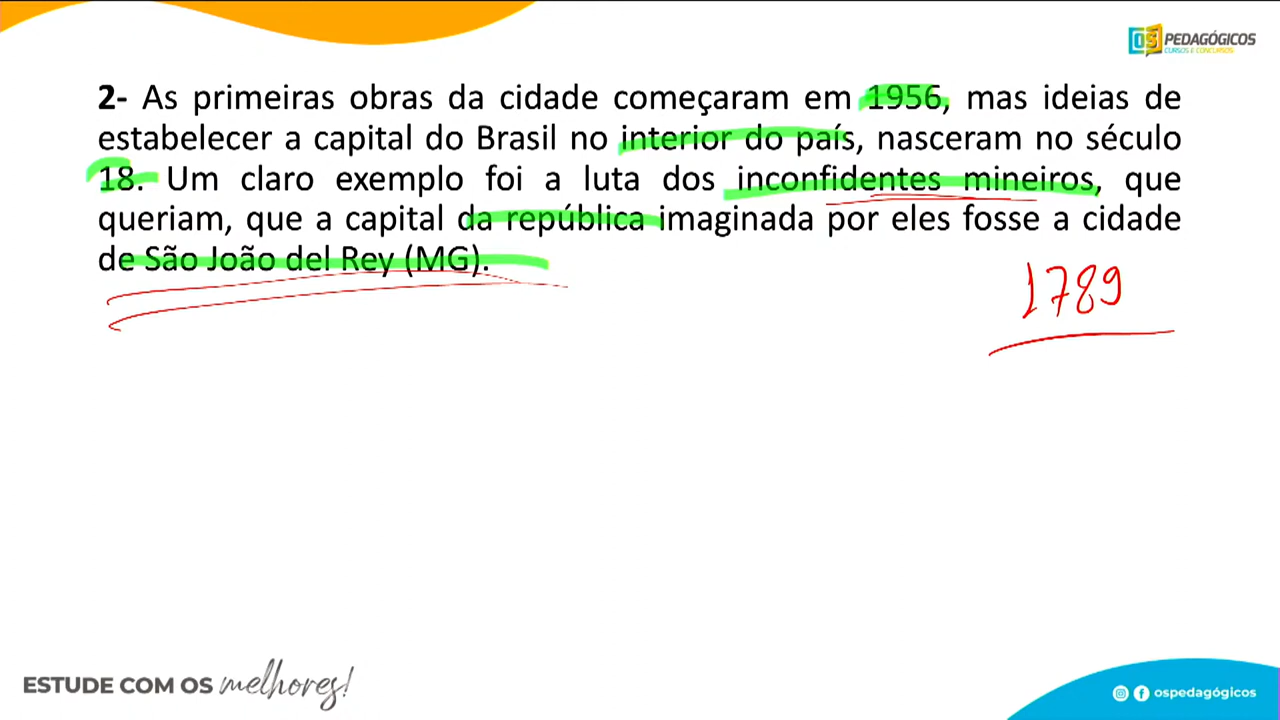 OS PEDAGÓGICOS
CURSOS E CONCURSOS
2- As primeiras obras da cidade começaram em 1956, mas ideias de
estabelecer a capital do Brasil no interior do país, nasceram no século
18. Um claro exemplo foi a luta dos inconfidentes mineiros, que
queriam, que a capital da república imaginada por eles fosse a cidade
de São João del Rey (MG).
1789
ESTUDE COM OS melhores!
ospedagógicos